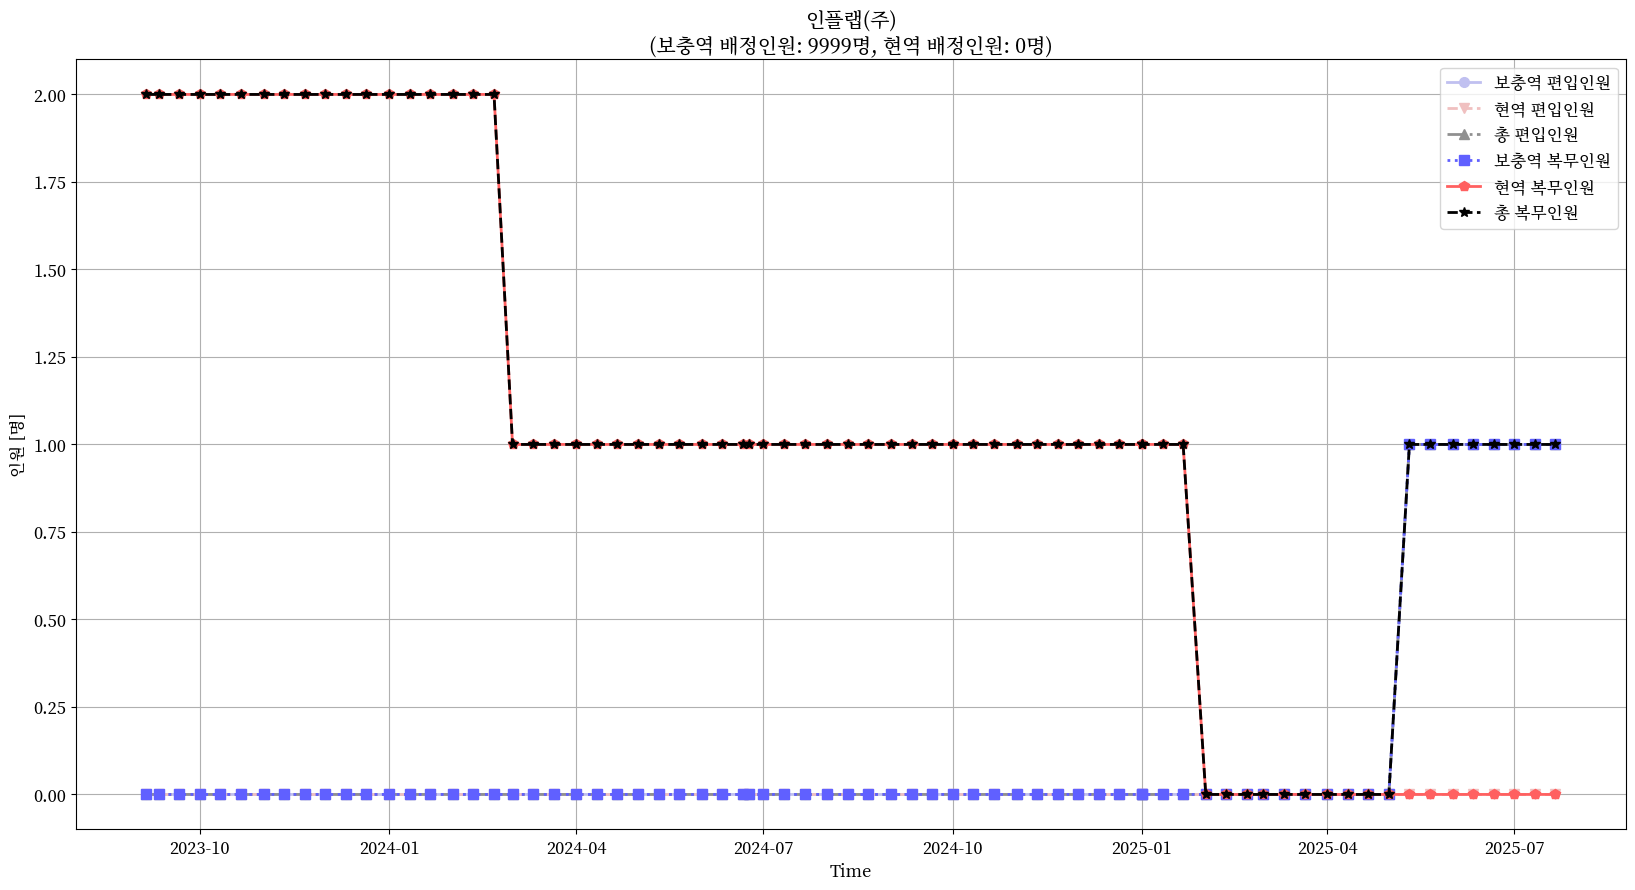 인플랩(주)
(보충역 배정인원: 9999명, 현역 배정인원: 0명)
보충역 편입인원
현역 편입인원
총 편입인원
보충역 복무인원
현역 복무인원
총 복무인원
2.00
1.75
1.50
1.25
1.00
0.75
0.50
0.25
0.00
인원 [명]
2023-10
2024-01
2024-04
2024-07
2024-10
2025-01
2025-04
2025-07
Time